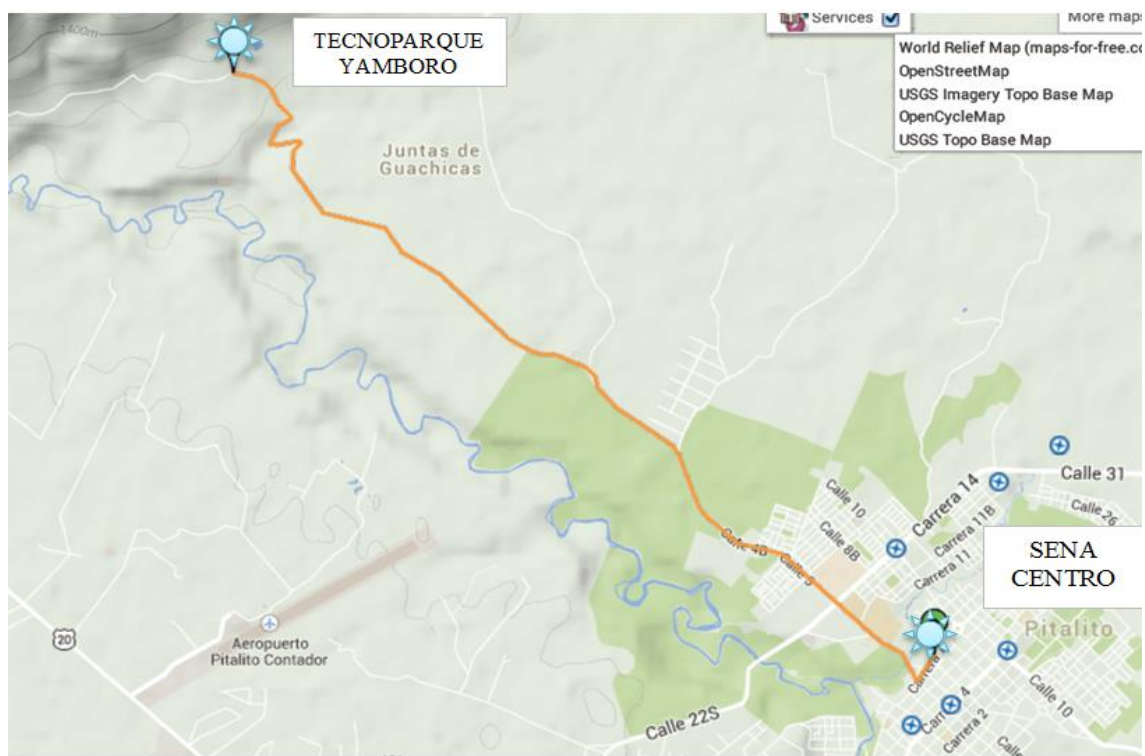 1400m
TECNOPARQUE
YAMBORO
Services
More maps
World Relief Map (maps-for-free.co
OpenStreetMap
USGS Imagery Topo Base Map
OpenCycleMap
USGS Topo Base Map
Juntas de
Guachicas
Calle 31
Carrera 14
Calle 10
Calle 26
Carrera 11B
Calle 8B
Carrera 11
Calle 4B
Calle 3
SENA
CENTRO
20
Aeropuerto
Pitalito Contador
Pitalito
Carrera
Calle 10
Carrera 2
Calle 22S